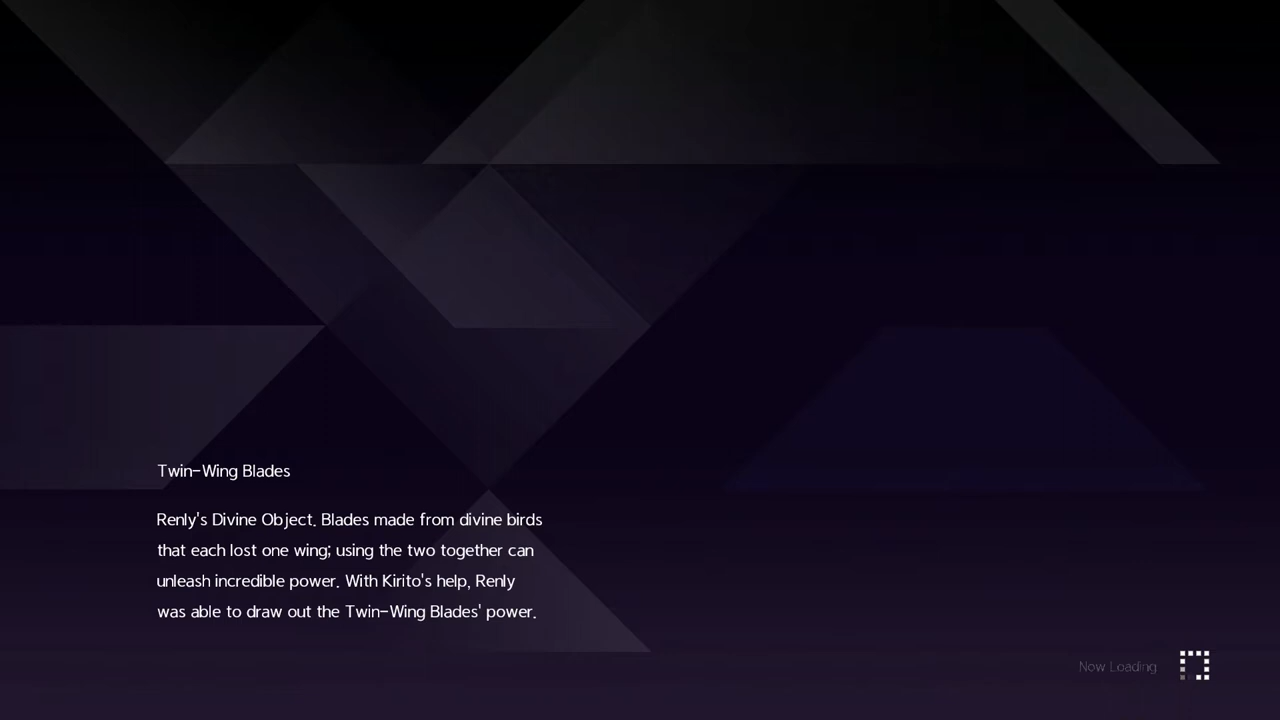 Twin-Wing Blades
Renly's Divine Object. Blades made from divine birds
that each lost one wing; using the two together can
unleash incredible power. With Kirito's help, Renly
was able to draw out the Twin-Wing Blades' power.
Now Loading